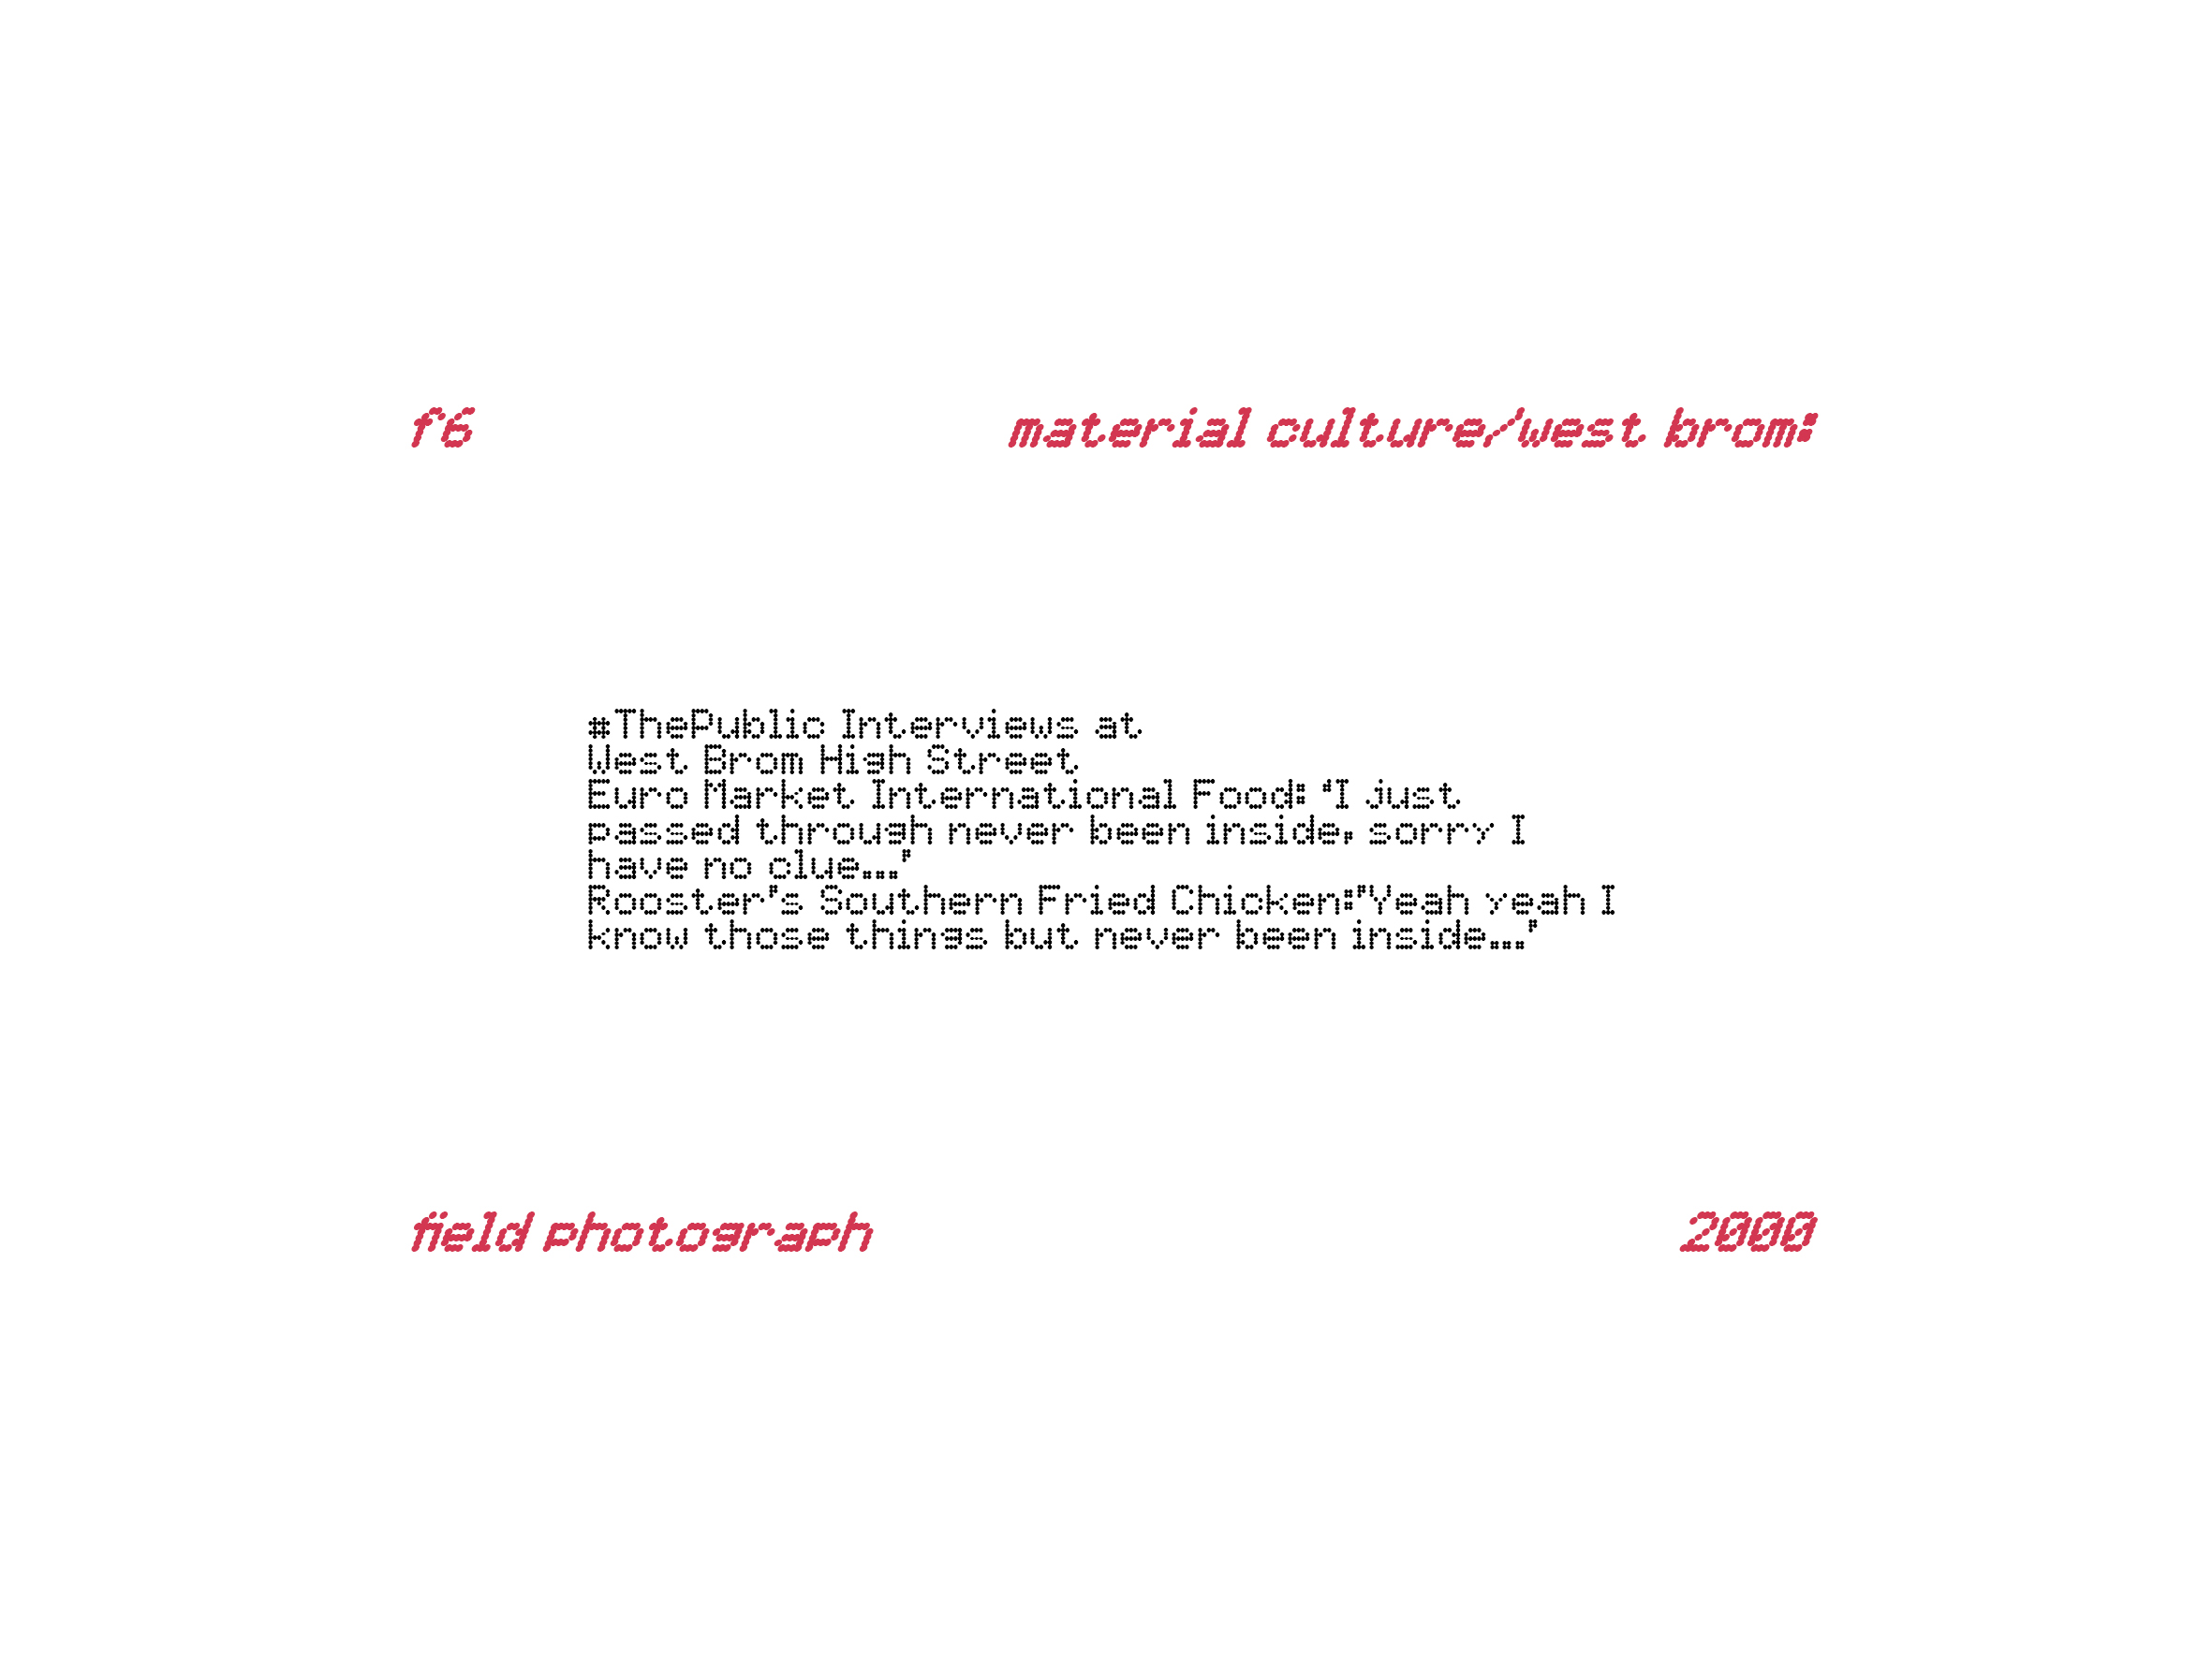 f6
material culture/west brom:
#ThePublic Interviews at
West Brom High Street
Euro Market International Food: ‘I just
passed through never been inside, sorry I
have no clue...’
Rooster’s Southern Fried Chicken:’Yeah yeah I
know those things but never been inside...’
field photograph
2000